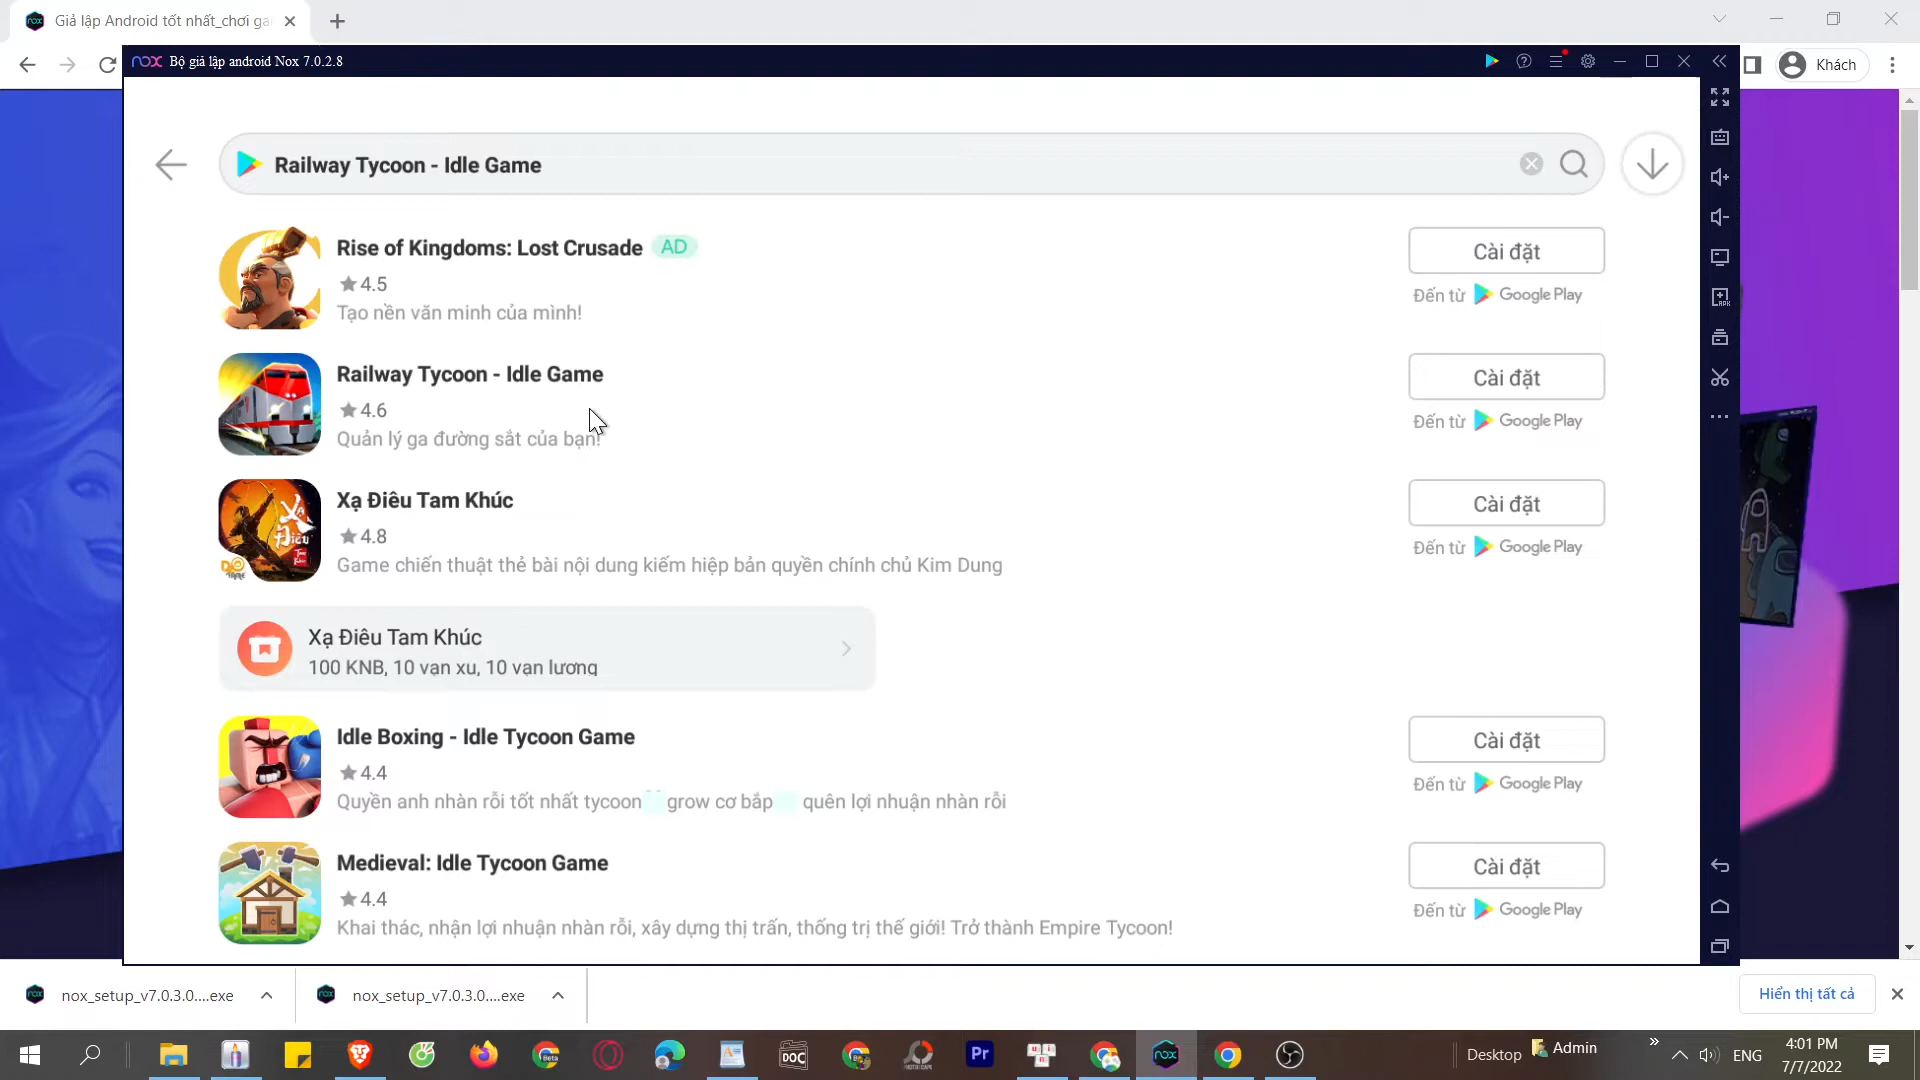 Giả lập Android tốt nhất_chơi ga
Khách
nox Bộ giả lập android Nox 7.0.2.8
Railway Tycoon - Idle Game
Rise of Kingdoms: Lost Crusade AD
4.5
Tạo nền văn minh của mình!
Cài đặt
Đến từ Google Play
Railway Tycoon - Idle Game
4.6
Quản lý ga đường sắt của bạn!
Cài đặt
Đến từ Google Play
Xạ Điêu Tam Khúc
4.8
Game chiến thuật thẻ bài nội dung kiếm hiệp bản quyền chính chủ Kim Dung
Cài đặt
Đến từ Google Play
Xạ Điêu Tam Khúc
100 KNB, 10 vạn xu, 10 vạn lương
Idle Boxing - Idle Tycoon Game
4.4
Quyền anh nhàn rỗi tốt nhất tycoon grow cơ bắp quên lợi nhuận nhàn rỗi
Cài đặt
Đến từ Google Play
Medieval: Idle Tycoon Game
4.4
Khai thác, nhận lợi nhuận nhàn rỗi, xây dựng thị trấn, thống trị thế giới! Trở thành Empire Tycoon!
Cài đặt
Đến từ Google Play
nox_setup_v7.0.3.0....exe
nox_setup_v7.0.3.0....exe
Hiển thị tất cả
Beta
DOC
Pr
nox
Desktop
Admin
ENG
4:01 PM
7/7/2022